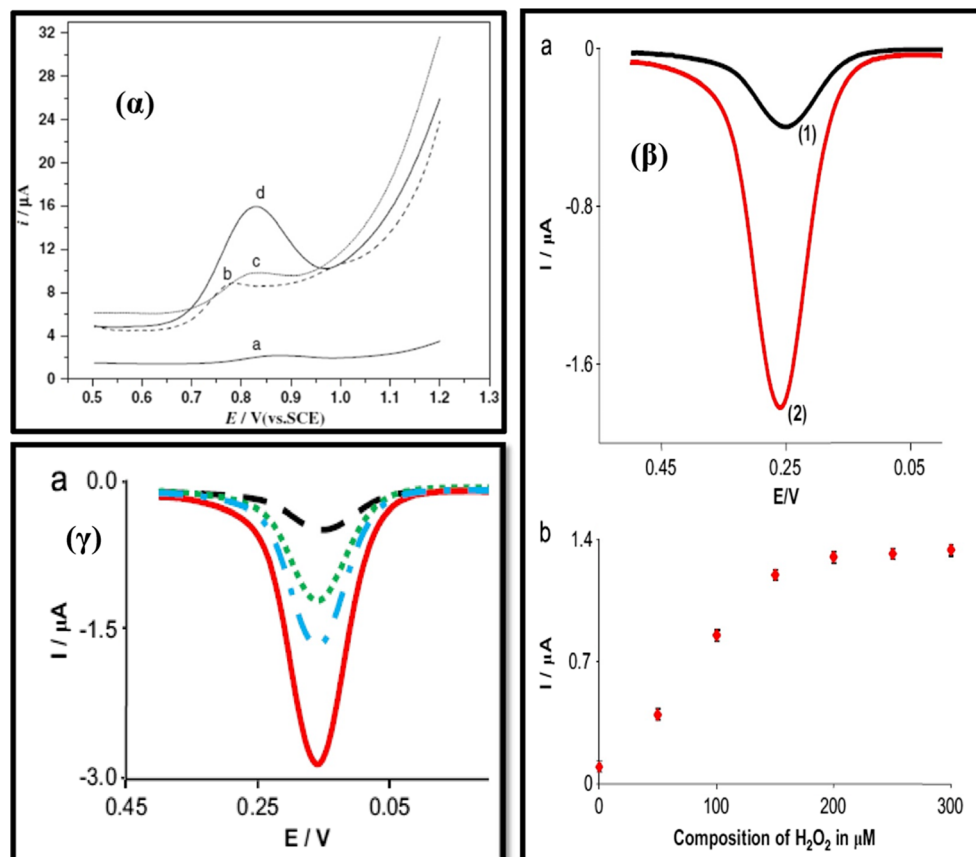 32
28
24
20
16
12
8
4
0
i / μA
(α)
d
c
b
a
0.5 0.6 0.7 0.8 0.9 1.0 1.1 1.2 1.3
E / V(vs.SCE)
a
0
-0.8
-1.6
I / μA
(β)
(1)
(2)
0.45 0.25 0.05
E/V
a
0.0
-1.5
-3.0
I / μA
(γ)
0.45 0.25 0.05
E / V
b
1.4
0.7
0
I / μA
0 100 200 300
Composition of H₂O₂ in μM